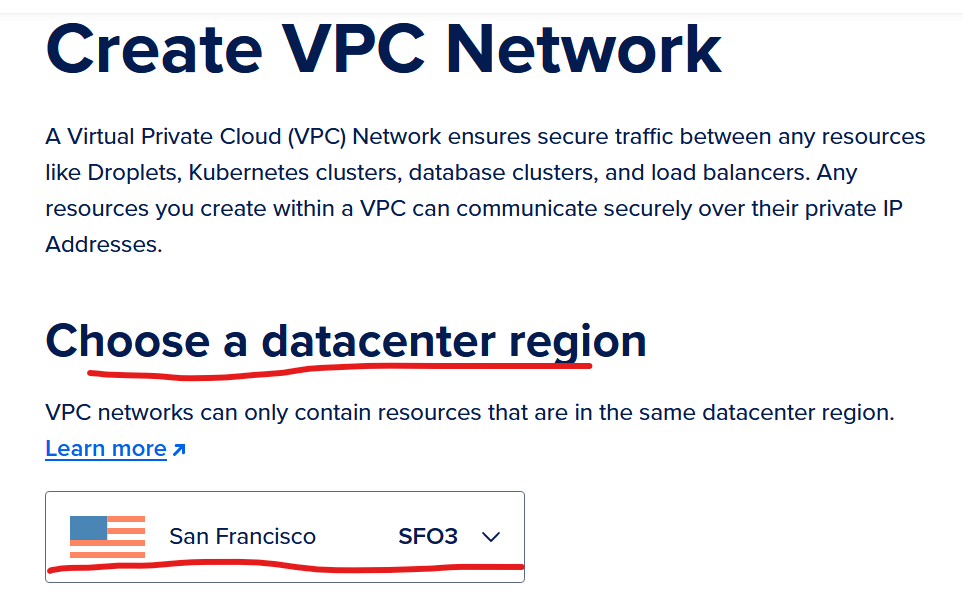 Create VPC Network
A Virtual Private Cloud (VPC) Network ensures secure traffic between any resources
like Droplets, Kubernetes clusters, database clusters, and load balancers. Any
resources you create within a VPC can communicate securely over their private IP
Addresses.
Choose a datacenter region
VPC networks can only contain resources that are in the same datacenter region.
Learn more
San Francisco SFO3